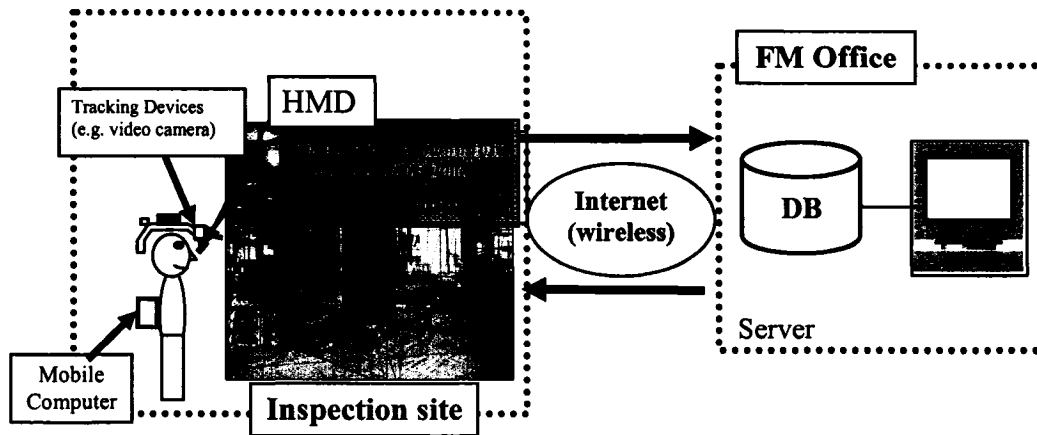 FM Office
Tracking Devices
(e.g. video camera)
HMD
Internet
(wireless)
DB
Server
Mobile
Computer
Inspection site